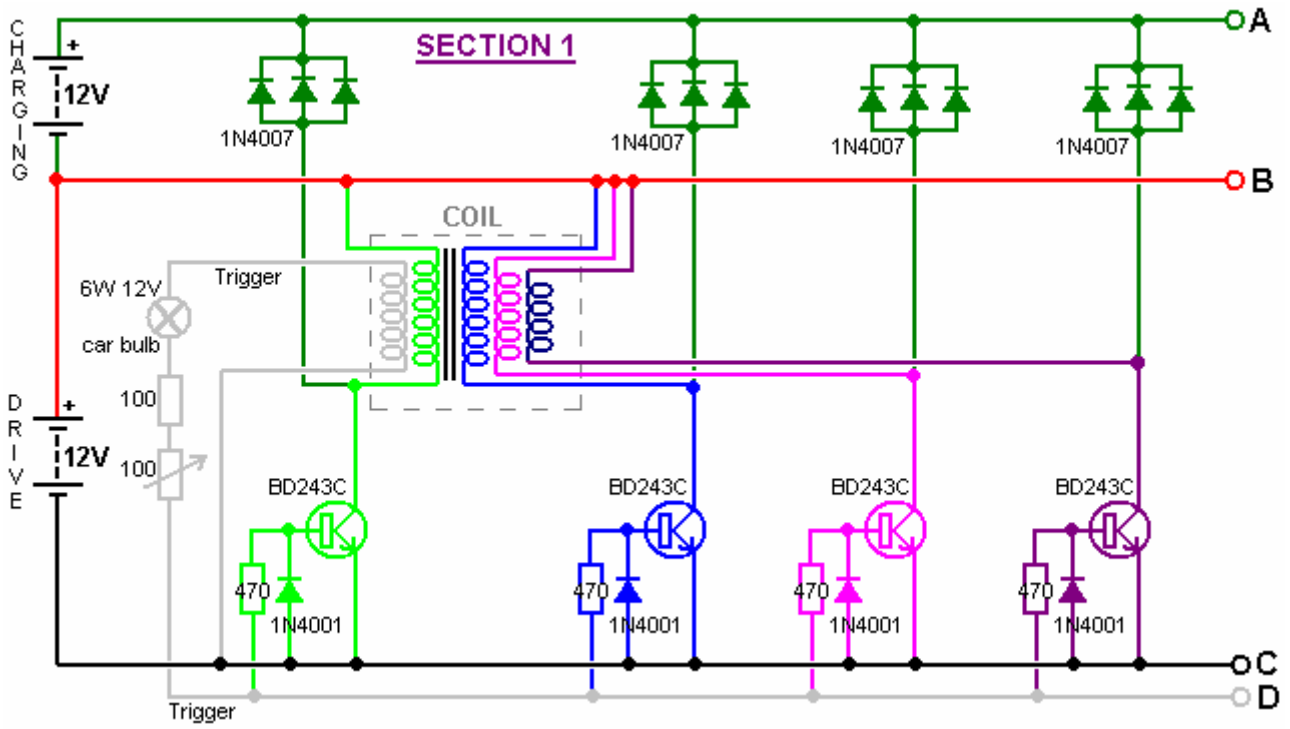 CHARGING
+
12V
SECTION 1
A
1N4007
1N4007
1N4007
1N4007
B
COIL
Trigger
6W 12V
car bulb
100
100
DRIVE
+
12V
BD243C
BD243C
BD243C
BD243C
470
470
470
470
1N4001
1N4001
1N4001
1N4001
C
D
Trigger